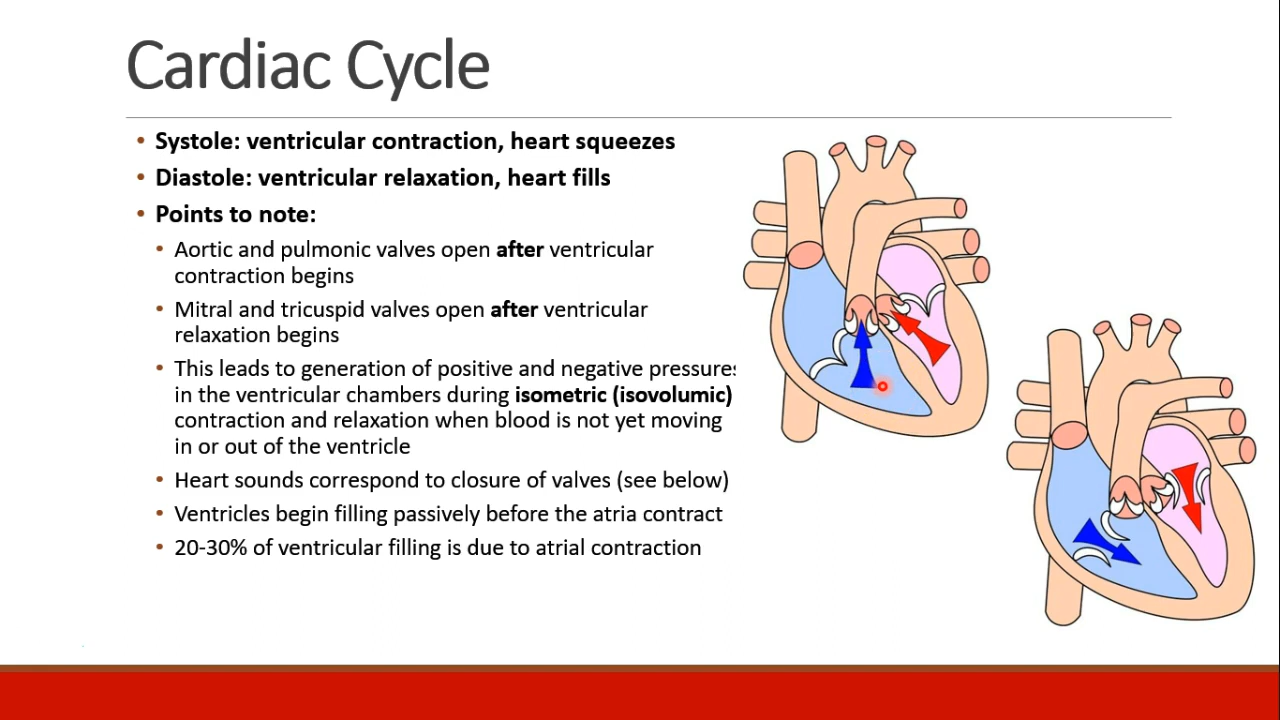 Cardiac Cycle
• Systole: ventricular contraction, heart squeezes
• Diastole: ventricular relaxation, heart fills
• Points to note:
• Aortic and pulmonic valves open after ventricular
contraction begins
• Mitral and tricuspid valves open after ventricular
relaxation begins
• This leads to generation of positive and negative pressures
in the ventricular chambers during isometric (isovolumic)
contraction and relaxation when blood is not yet moving
in or out of the ventricle
• Heart sounds correspond to closure of valves (see below)
• Ventricles begin filling passively before the atria contract
• 20-30% of ventricular filling is due to atrial contraction